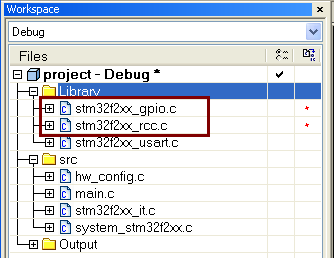 Workspace
Debug
Files
project - Debug *
Library
stm32f2xx_gpio.c
stm32f2xx_rcc.c
stm32f2xx_usart.c
src
hw_config.c
main.c
stm32f2xx_it.c
system_stm32f2xx.c
Output